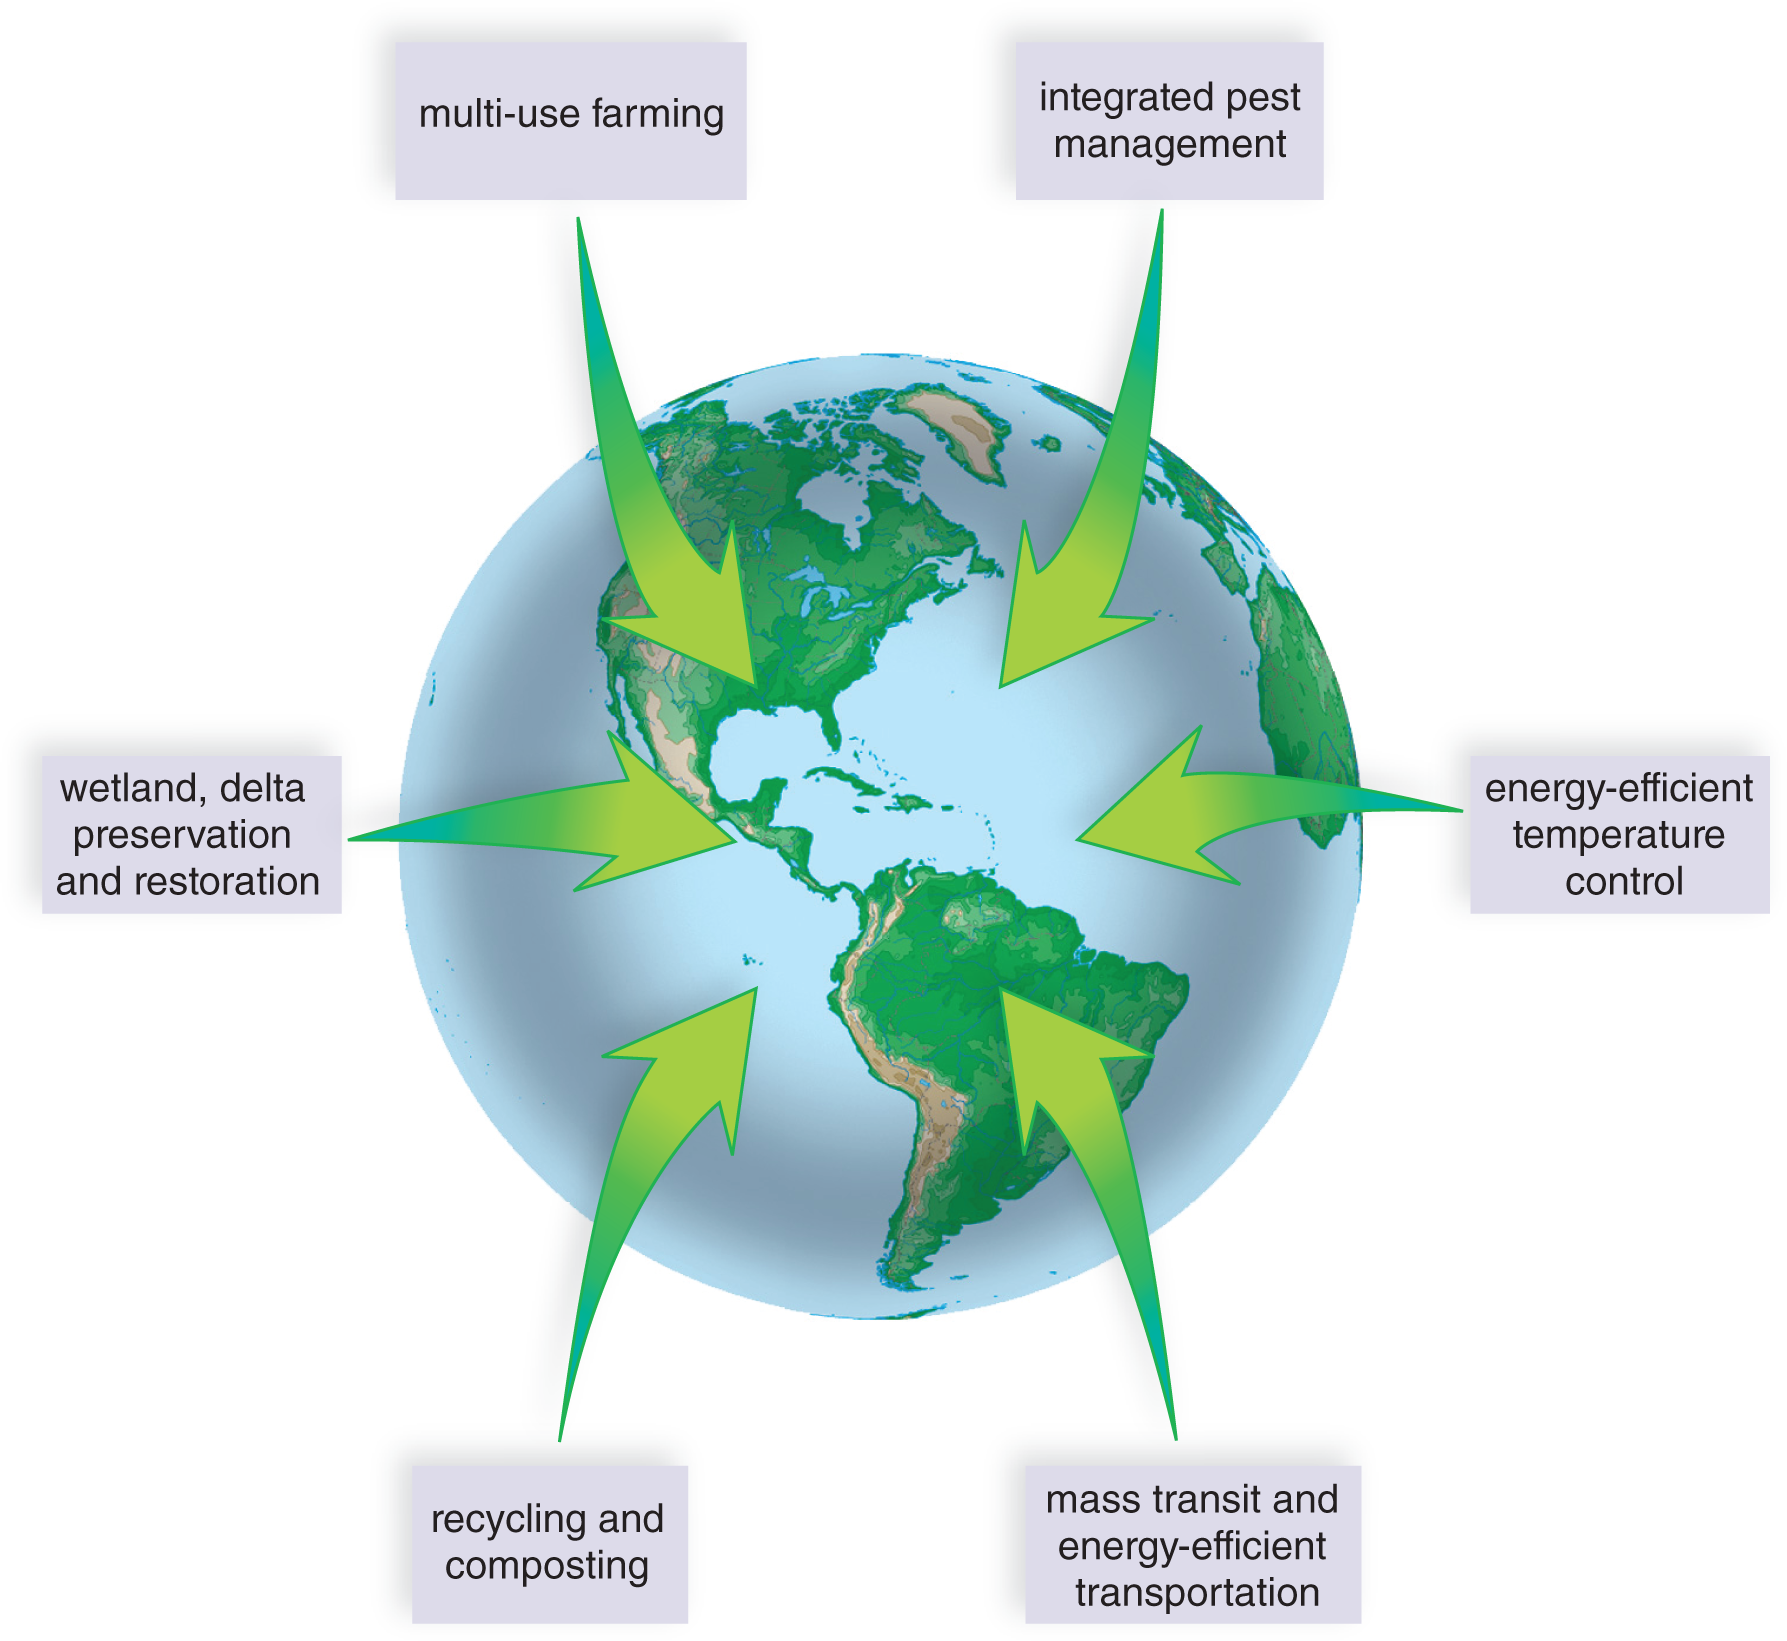 multi-use farming
integrated pest
management
wetland, delta
preservation
and restoration
energy-efficient
temperature
control
recycling and
composting
mass transit and
energy-efficient
transportation